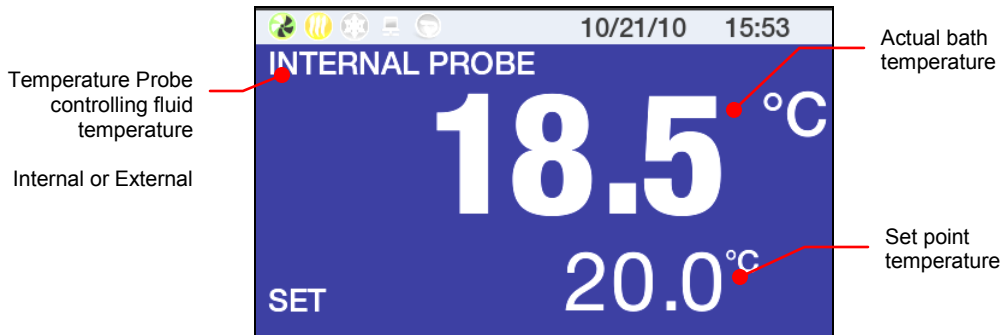 10/21/10 15:53
INTERNAL PROBE
18.5 °C
SET 20.0 °C
Temperature Probe
controlling fluid
temperature
Internal or External
Actual bath
temperature
Set point
temperature